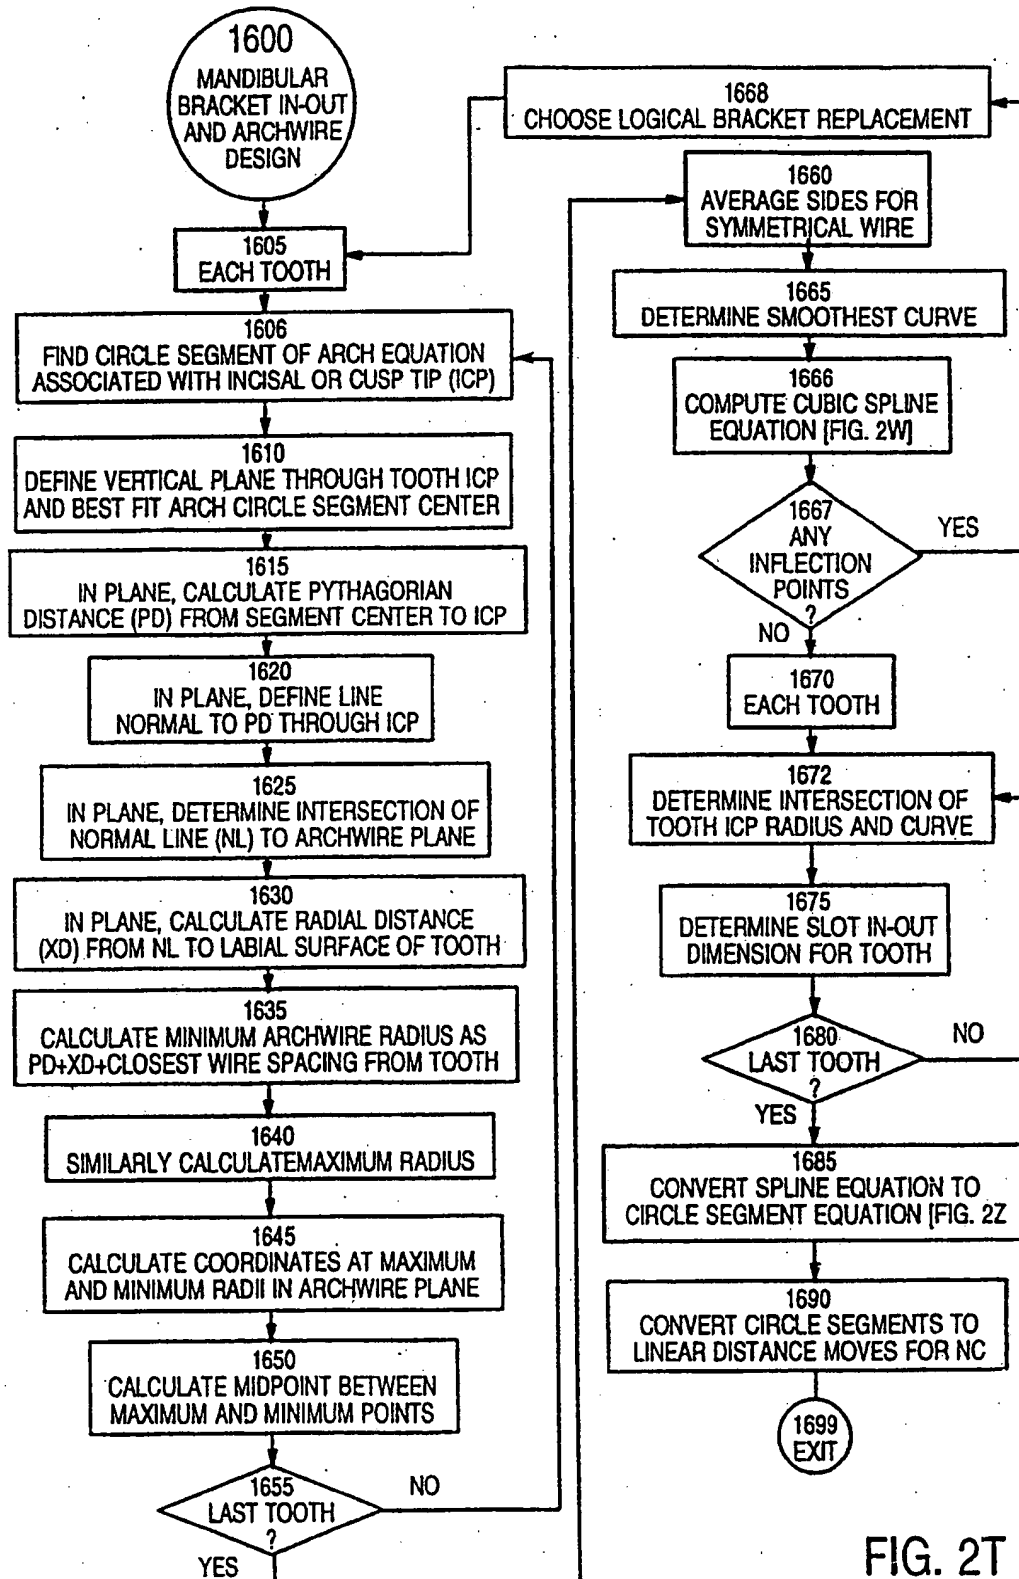 1600
MANDIBULAR
BRACKET IN-OUT
AND ARCHWIRE
DESIGN
1605
EACH TOOTH
1606
FIND CIRCLE SEGMENT OF ARCH EQUATION
ASSOCIATED WITH INCISAL OR CUSP TIP (ICP)
1610
DEFINE VERTICAL PLANE THROUGH TOOTH ICP
AND BEST FIT ARCH CIRCLE SEGMENT CENTER
1615
IN PLANE, CALCULATE PYTHAGORIAN
DISTANCE (PD) FROM SEGMENT CENTER TO ICP
1620
IN PLANE, DEFINE LINE
NORMAL TO PD THROUGH ICP
1625
IN PLANE, DETERMINE INTERSECTION OF
NORMAL LINE (NL) TO ARCHWIRE PLANE
1630
IN PLANE, CALCULATE RADIAL DISTANCE
(XD) FROM NL TO LABIAL SURFACE OF TOOTH
1635
CALCULATE MINIMUM ARCHWIRE RADIUS AS
PD+XD+CLOSEST WIRE SPACING FROM TOOTH
1640
SIMILARLY CALCULATEMAXIMUM RADIUS
1645
CALCULATE COORDINATES AT MAXIMUM
AND MINIMUM RADII IN ARCHWIRE PLANE
1650
CALCULATE MIDPOINT BETWEEN
MAXIMUM AND MINIMUM POINTS
1655
LAST TOOTH
?
NO
YES
1668
CHOOSE LOGICAL BRACKET REPLACEMENT
1660
AVERAGE SIDES FOR
SYMMETRICAL WIRE
1665
DETERMINE SMOOTHEST CURVE
1666
COMPUTE CUBIC SPLINE
EQUATION [FIG. 2W]
1667
ANY
INFLECTION
POINTS
?
YES
NO
1670
EACH TOOTH
1672
DETERMINE INTERSECTION OF
TOOTH ICP RADIUS AND CURVE
1675
DETERMINE SLOT IN-OUT
DIMENSION FOR TOOTH
1680
LAST TOOTH
?
NO
YES
1685
CONVERT SPLINE EQUATION TO
CIRCLE SEGMENT EQUATION [FIG. 2Z
1690
CONVERT CIRCLE SEGMENTS TO
LINEAR DISTANCE MOVES FOR NC
1699
EXIT
FIG. 2T